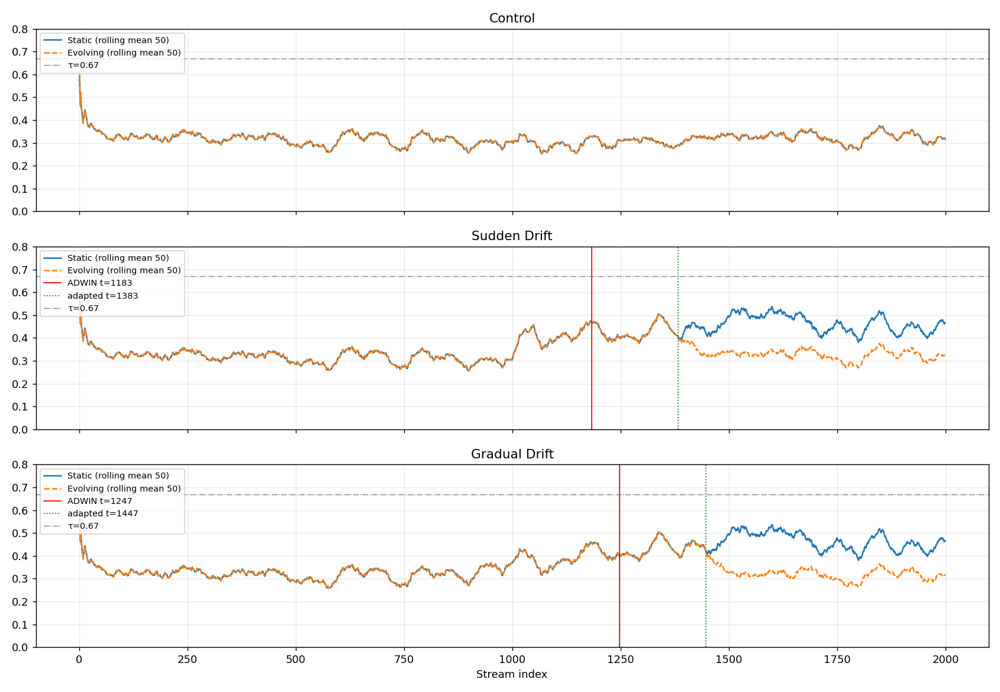 Control
0.8
0.7
0.6
0.5
0.4
0.3
0.2
0.1
0.0
Static (rolling mean 50)
Evolving (rolling mean 50)
τ=0.67
Sudden Drift
0.8
0.7
0.6
0.5
0.4
0.3
0.2
0.1
0.0
Static (rolling mean 50)
Evolving (rolling mean 50)
ADWIN t=1183
adapted t=1383
τ=0.67
Gradual Drift
0.8
0.7
0.6
0.5
0.4
0.3
0.2
0.1
0.0
Static (rolling mean 50)
Evolving (rolling mean 50)
ADWIN t=1247
adapted t=1447
τ=0.67
0 250 500 750 1000 1250 1500 1750 2000
Stream index